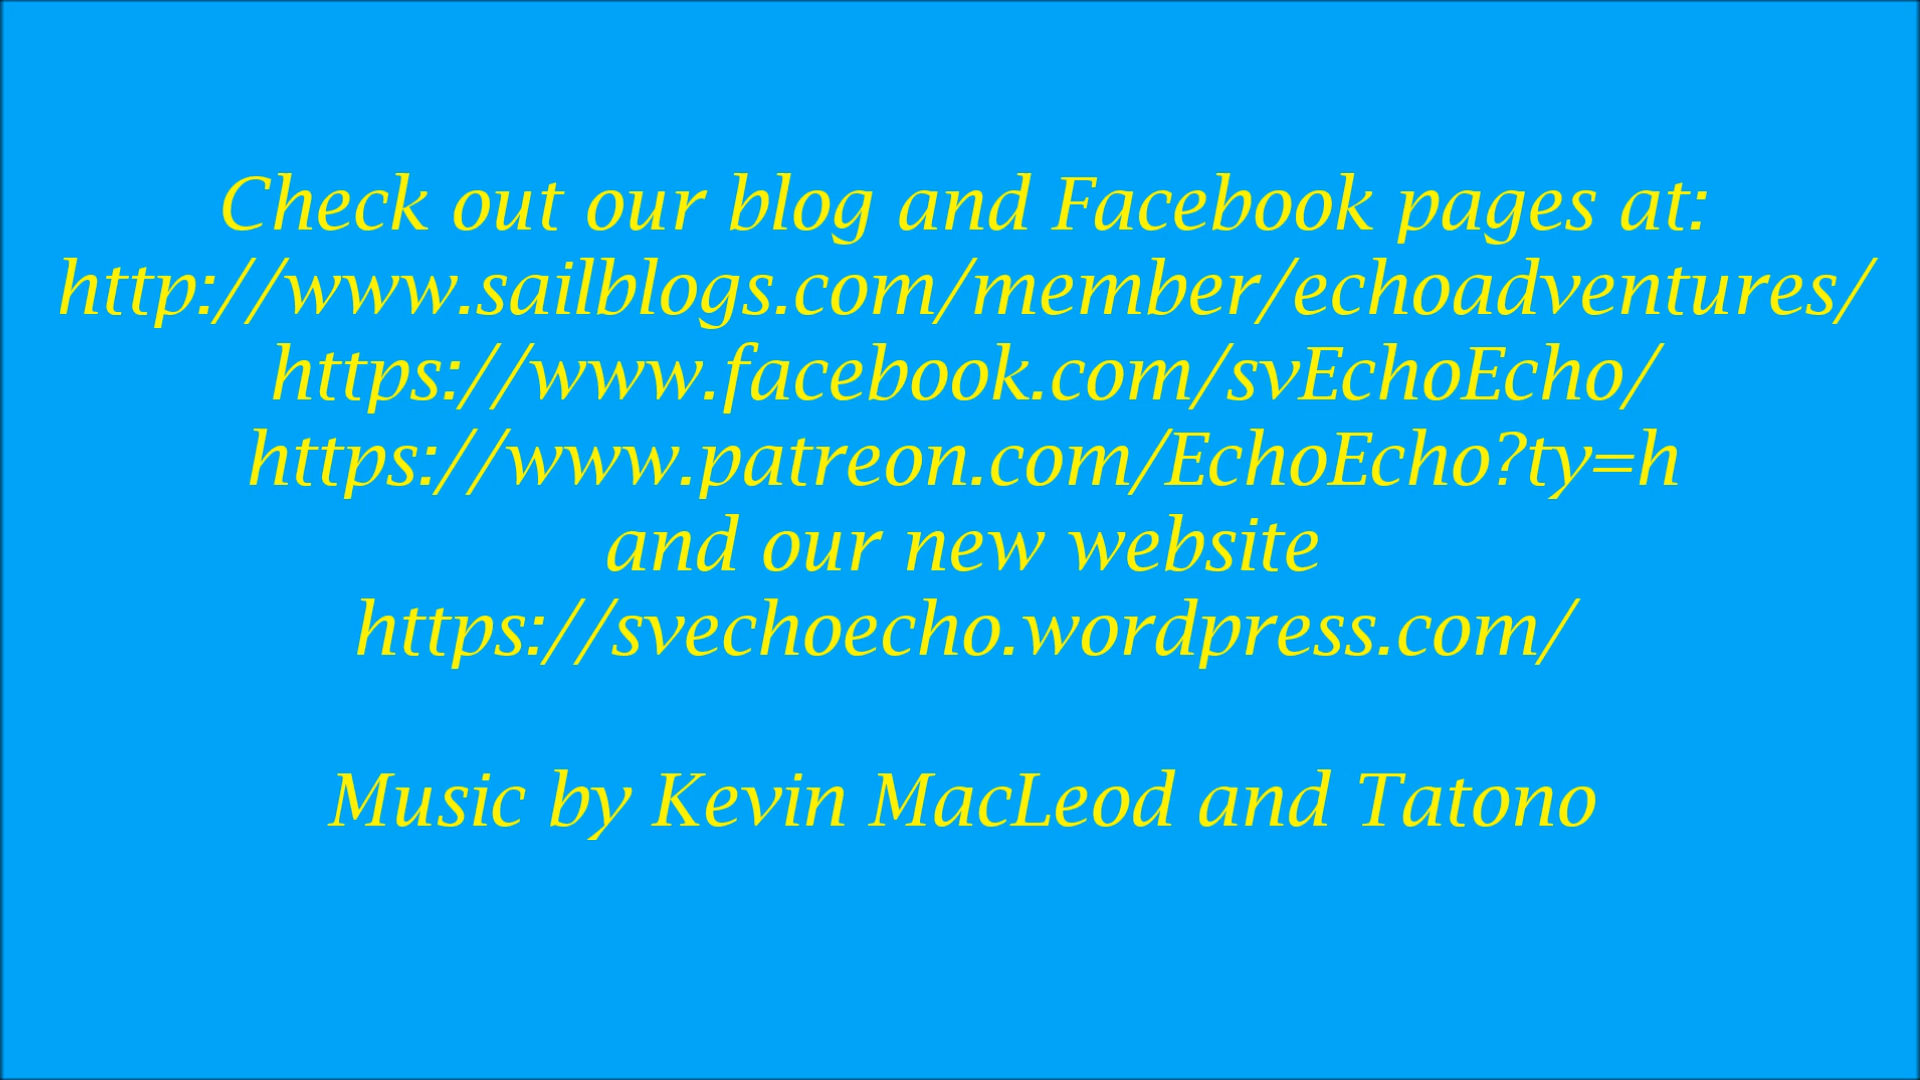 Check out our blog and Facebook pages at:
http://www.sailblogs.com/member/echoadventures/
https://www.facebook.com/svEchoEcho/
https://www.patreon.com/EchoEcho?ty=h
and our new website
https://svechoecho.wordpress.com/
Music by Kevin MacLeod and Tatono